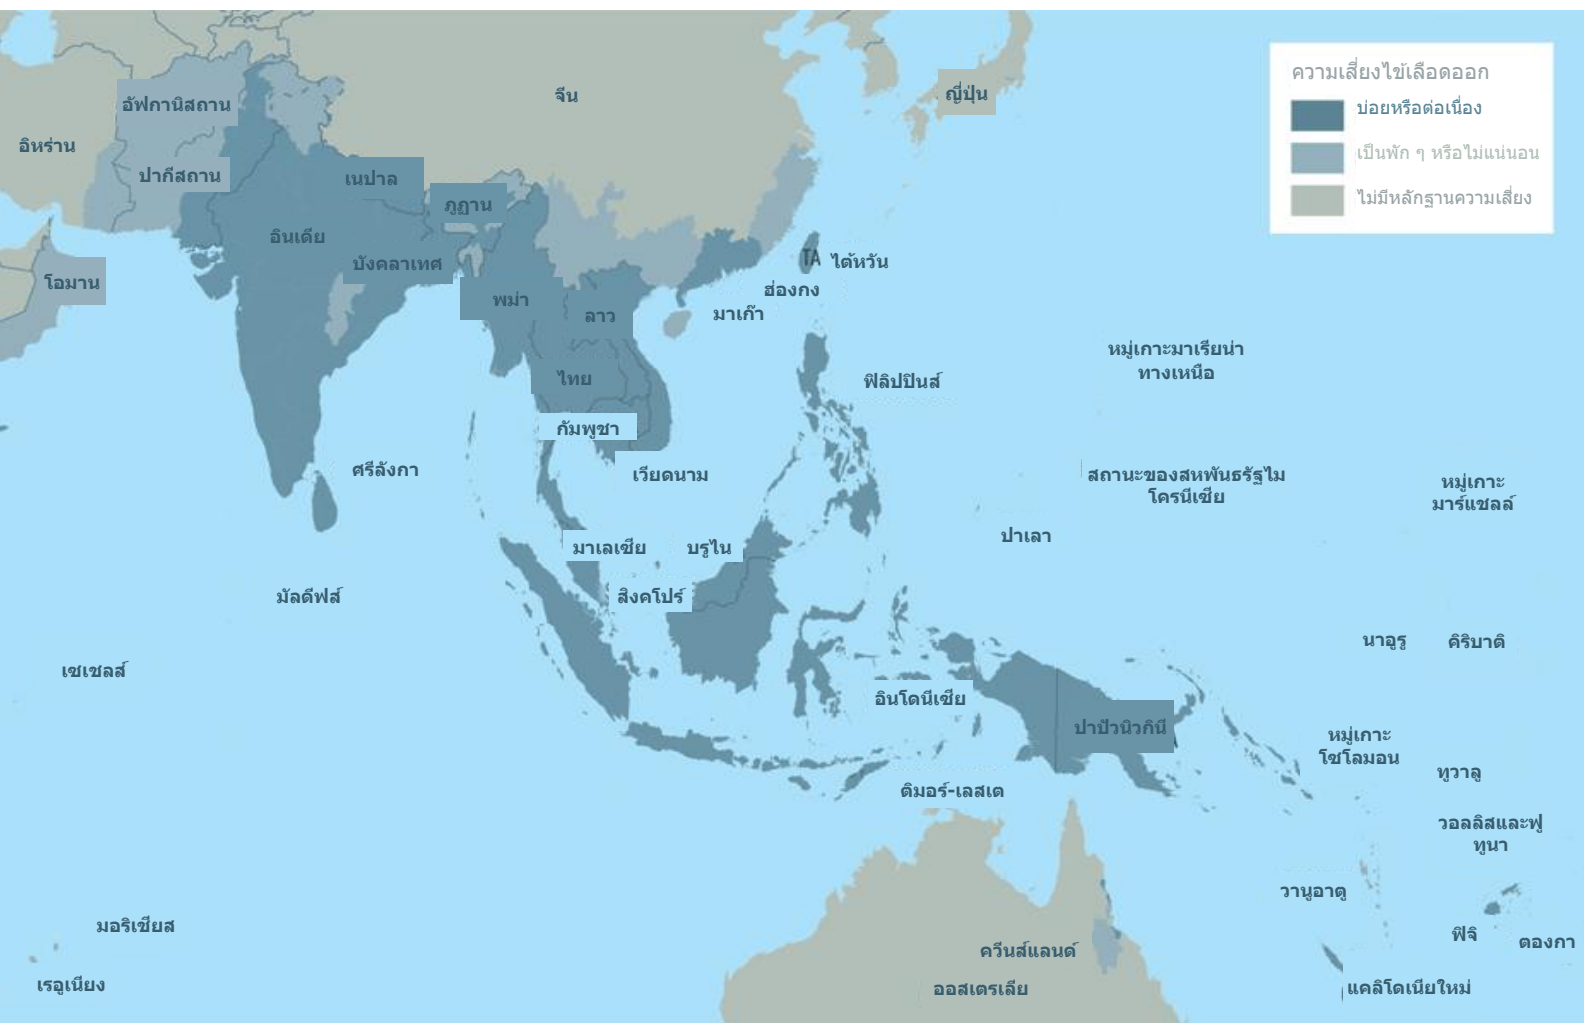 ความเสี่ยงไข้เลือดออก
บ่อยหรือต่อเนื่อง
เป็นพัก ๆ หรือไม่แน่นอน
ไม่มีหลักฐานความเสี่ยง
จีน
ญี่ปุ่น
อัฟกานิสถาน
อิหร่าน
ปากีสถาน
เนปาล
ภูฏาน
อินเดีย
บังคลาเทศ
โอมาน
TA
ไต้หวัน
ฮ่องกง
มาเก๊า
พม่า
ลาว
ไทย
กัมพูชา
เวียดนาม
ฟิลิปปินส์
หมู่เกาะมาเรียน่า
ทางเหนือ
ศรีลังกา
สถานะของสหพันธรัฐไม
โครนีเซีย
หมู่เกาะ
มาร์แชลล์
ปาเลา
มาเลเซีย
บรูไน
สิงคโปร์
มัลดีฟส์
เซเชลส์
นาอูรู
คิริบาติ
อินโดนีเซีย
ปาปัวนิวกินี
หมู่เกาะ
โซโลมอน
ทูวาลู
ติมอร์-เลสเต
วอลลิสและฟู
ทูนา
วานูอาตู
มอริเซียส
เรอูเนียง
ควีนส์แลนด์
ออสเตรเลีย
ฟิจิ
ตองกา
แคลิโดเนียใหม่